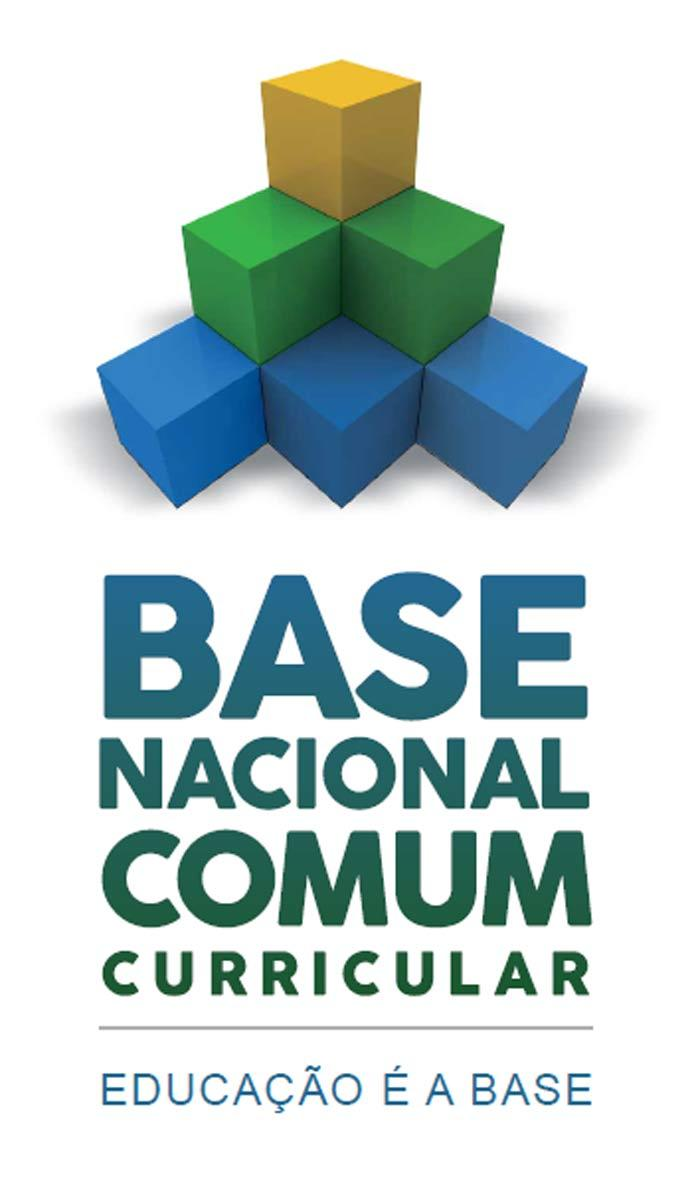 BASE
NACIONAL
COMUM
CURRICULAR
EDUCAÇÃO É A BASE